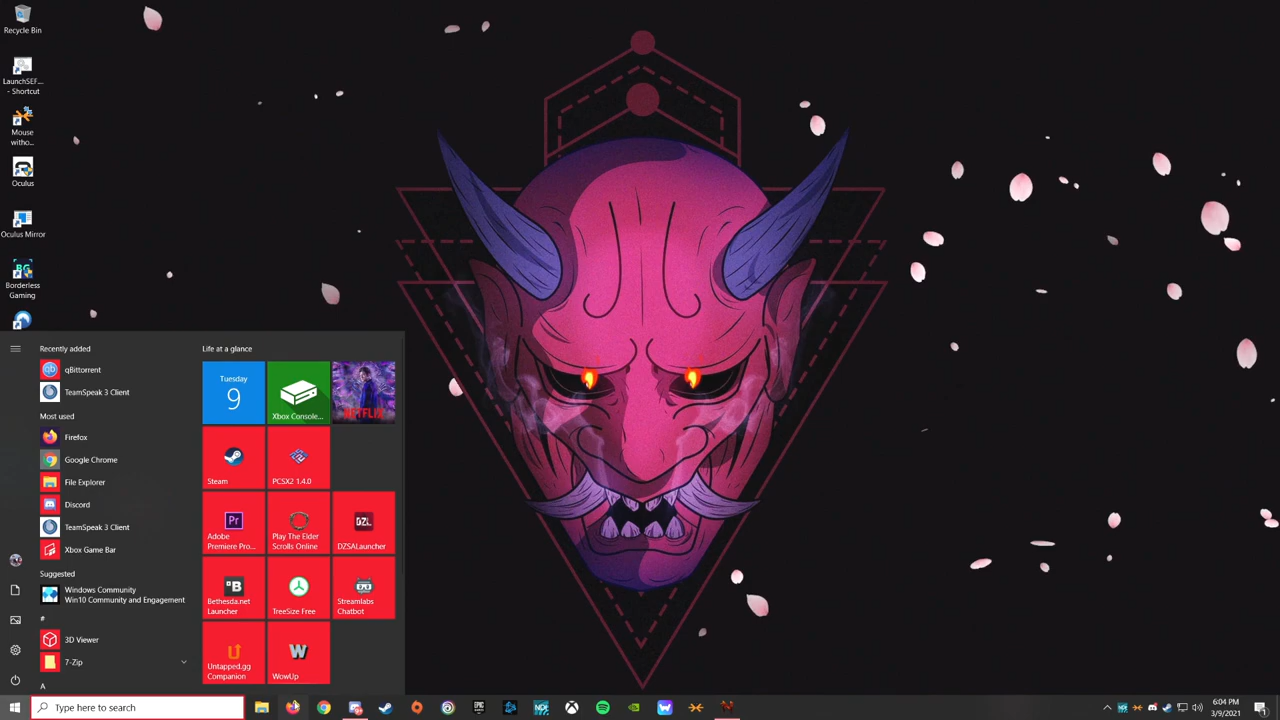 Recycle Bin
LaunchSEF...
- Shortcut
Mouse
witho...
Oculus
Oculus Mirror
Borderless
Gaming
Recently added
qBittorrent
TeamSpeak 3 Client
Most used
Firefox
Google Chrome
File Explorer
Discord
TeamSpeak 3 Client
Xbox Game Bar
Suggested
Windows Community
Win10 Community and Engagement
#
3D Viewer
7-Zip
A
Life at a glance
Tuesday
9
Xbox Console...
NETFLIX
Steam
PCSX2 1.4.0
Adobe
Premiere Pro...
Play The Elder
Scrolls Online
DZSALauncher
Bethesda.net
Launcher
TreeSize Free
Streamlabs
Chatbot
Untapped.gg
Companion
WowUp
Type here to search
6:04 PM
3/9/2021